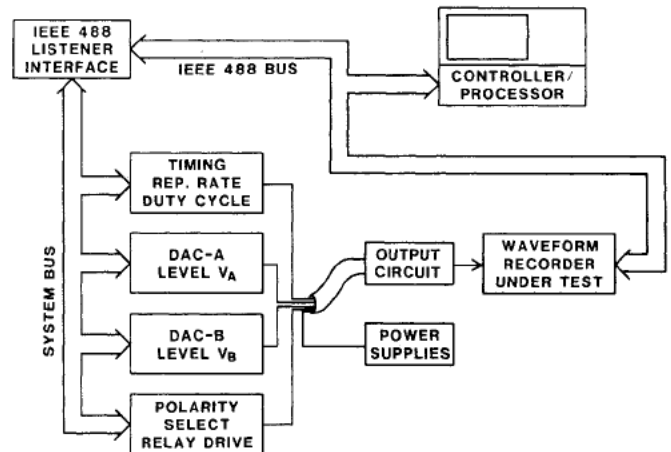 IEEE 488
LISTENER
INTERFACE
IEEE 488 BUS
CONTROLLER/
PROCESSOR
SYSTEM BUS
TIMING
REP. RATE
DUTY CYCLE
DAC-A
LEVEL VA
DAC-B
LEVEL VB
POLARITY
SELECT
RELAY DRIVE
OUTPUT
CIRCUIT
POWER
SUPPLIES
WAVEFORM
RECORDER
UNDER TEST